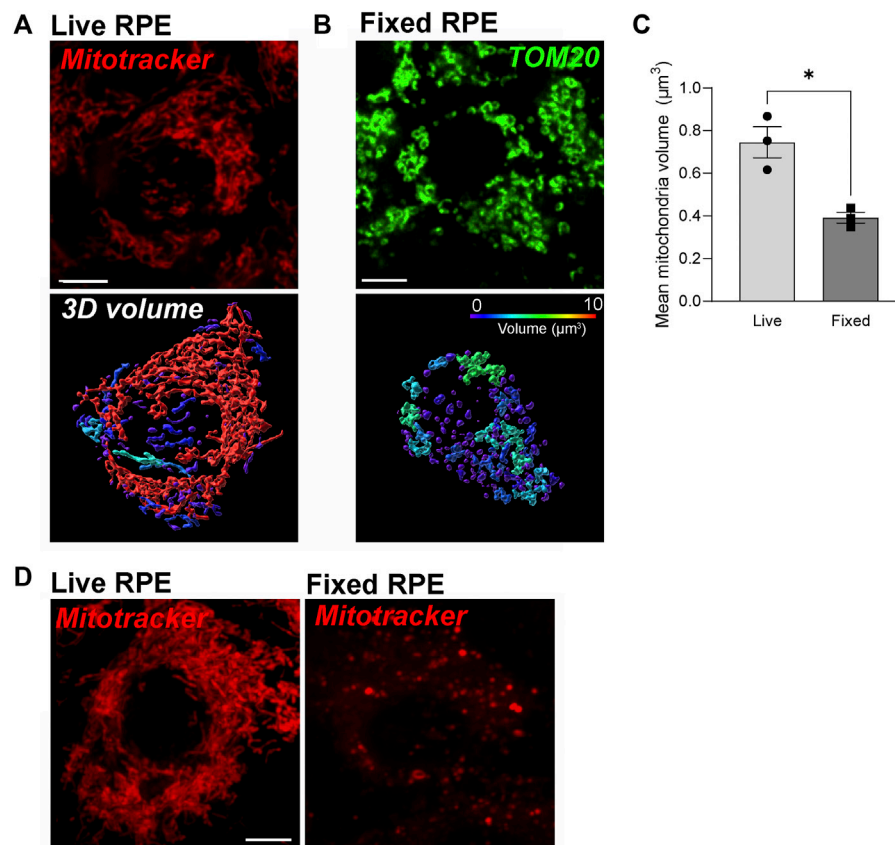 A Live RPE
Mitotracker
3D volume
B Fixed RPE
TOM20
0 10
Volume (µm³)
C
Mean mitochondria volume (µm³)
*
1.0
0.8
0.6
0.4
0.2
0.0
Live Fixed
D Live RPE
Mitotracker
Fixed RPE
Mitotracker